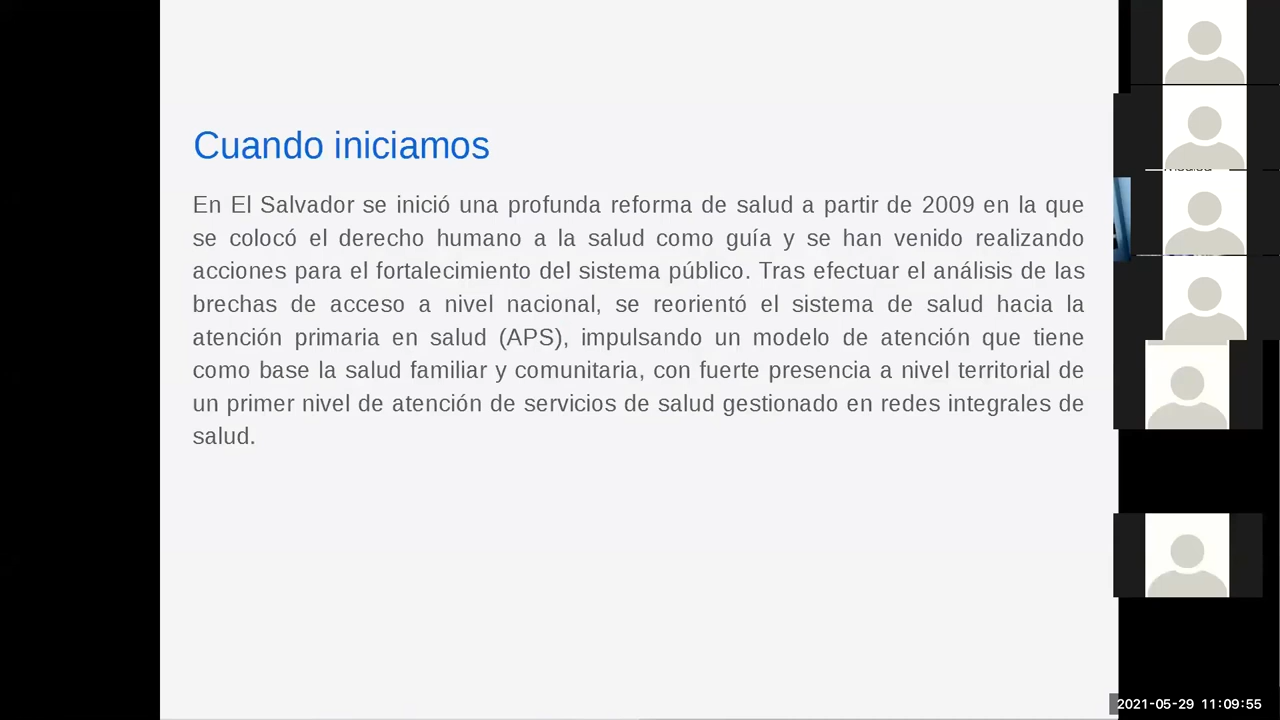 Cuando iniciamos
En El Salvador se inició una profunda reforma de salud a partir de 2009 en la que
se colocó el derecho humano a la salud como guía y se han venido realizando
acciones para el fortalecimiento del sistema público. Tras efectuar el análisis de las
brechas de acceso a nivel nacional, se reorientó el sistema de salud hacia la
atención primaria en salud (APS), impulsando un modelo de atención que tiene
como base la salud familiar y comunitaria, con fuerte presencia a nivel territorial de
un primer nivel de atención de servicios de salud gestionado en redes integrales de
salud.
2021-05-29 11:09:55